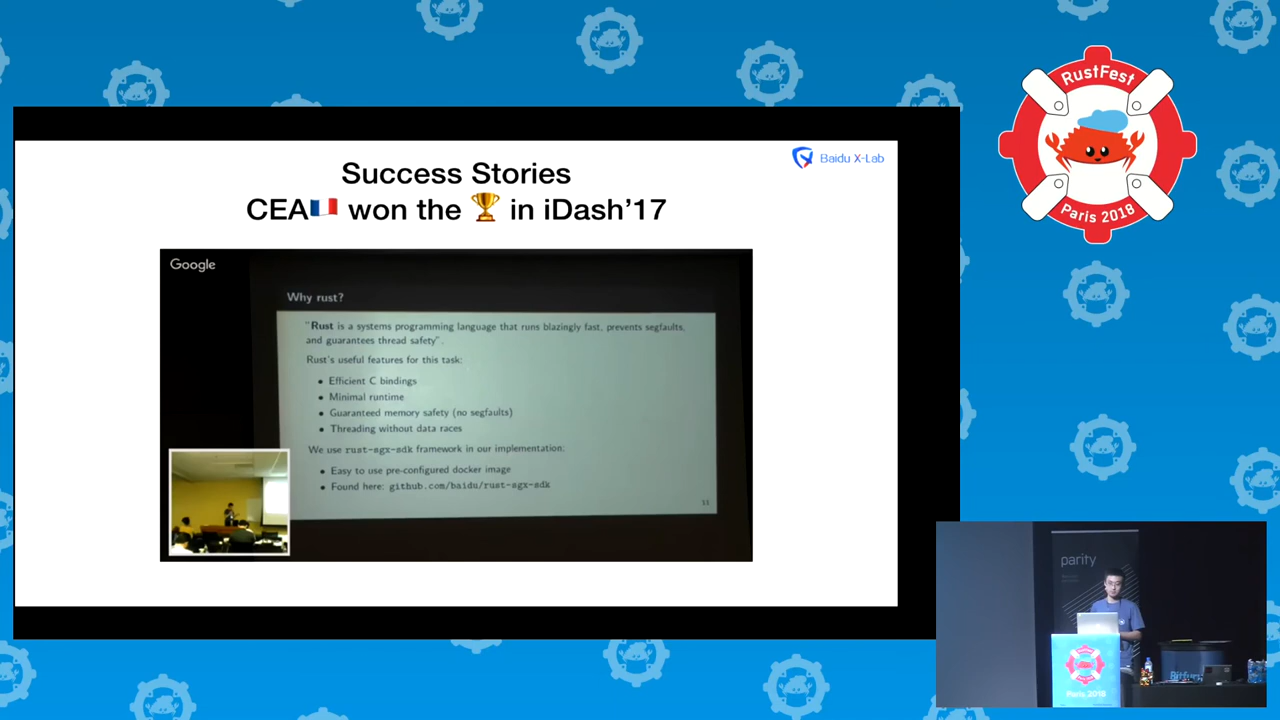 RustFest
Paris 2018
Baidu X-Lab
Success Stories
CEA🇫🇷 won the 🏆 in iDash’17
Google
Why rust?
"Rust is a systems programming language that runs blazingly fast, prevents segfaults,
and guarantees thread safety".
Rust's useful features for this task:
• Efficient C bindings
• Minimal runtime
• Guaranteed memory safety (no segfaults)
• Threading without data races
We use rust-sgx-sdk framework in our implementation:
• Easy to use pre-configured docker image
• Found here: github.com/baidu/rust-sgx-sdk
11
parity
Paris 2018